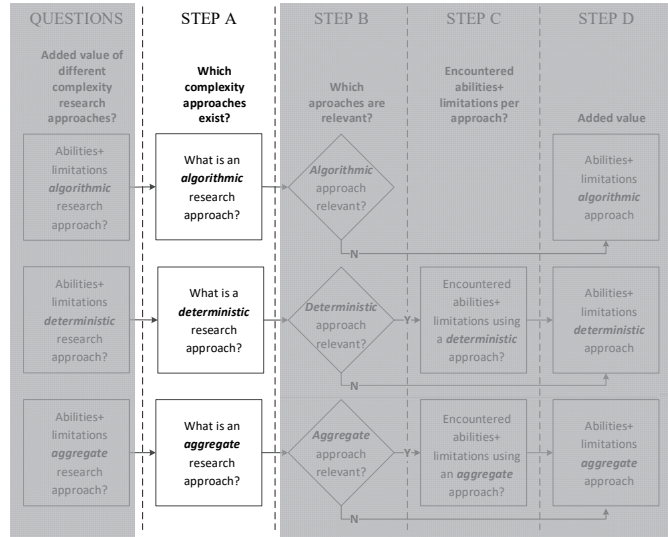 QUESTIONS
STEP A
STEP B
STEP C
STEP D
Added value of
different
complexity
research
approaches?
Which
complexity
approaches
exist?
Which
aproaches are
relevant?
Encountered
abilities+
limitations per
approach?
Added value
Abilities+
limitations
algorithmic
research
approach?
What is an
algorithmic
research
approach?
Algorithmic
approach
relevant?
N
Abilities+
limitations
algorithmic
approach
Abilities+
limitations
deterministic
research
approach?
What is a
deterministic
research
approach?
Deterministic
approach
relevant?
Y
N
Encountered
abilities+
limitations using
a deterministic
approach?
Abilities+
limitations
deterministic
approach
Abilities+
limitations
aggregate
research
approach?
What is an
aggregate
research
approach?
Aggregate
approach
relevant?
Y
N
Encountered
abilities+
limitations using
an aggregate
approach?
Abilities+
limitations
aggregate
approach